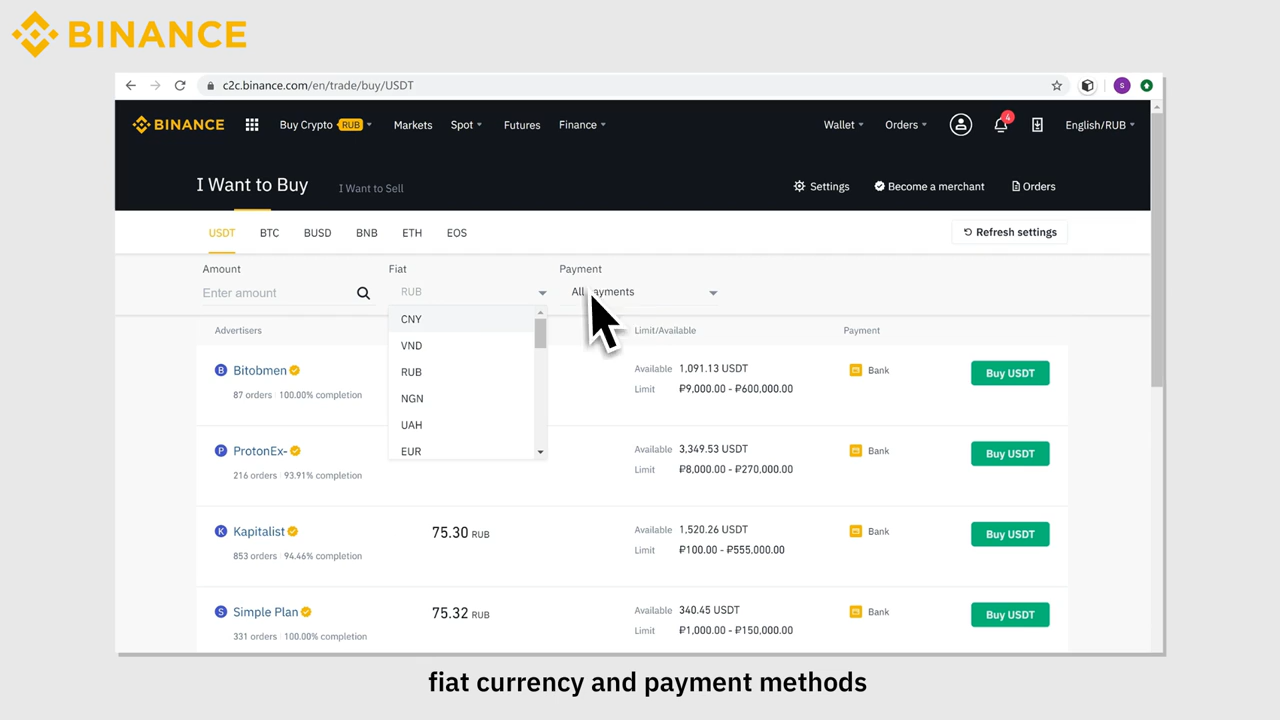 BINANCE
c2c.binance.com/en/trade/buy/USDT
S
BINANCE
Buy Crypto RUB
Markets
Spot
Futures
Finance
Wallet
Orders
4
English/RUB
I Want to Buy
I Want to Sell
Settings
Become a merchant
Orders
USDT
BTC
BUSD
BNB
ETH
EOS
Refresh settings
Amount
Fiat
Payment
Enter amount
RUB
All payments
CNY
VND
RUB
NGN
UAH
EUR
Advertisers
Limit/Available
Payment
B Bitobmen
87 orders 100.00% completion
Available 1,091.13 USDT
Limit ₽9,000.00 - ₽600,000.00
Bank
Buy USDT
P ProtonEx-
216 orders 93.91% completion
Available 3,349.53 USDT
Limit ₽8,000.00 - ₽270,000.00
Bank
Buy USDT
K Kapitalist
853 orders 94.46% completion
75.30 RUB
Available 1,520.26 USDT
Limit ₽100.00 - ₽555,000.00
Bank
Buy USDT
S Simple Plan
331 orders 100.00% completion
75.32 RUB
Available 340.45 USDT
Limit ₽1,000.00 - ₽150,000.00
Bank
Buy USDT
fiat currency and payment methods